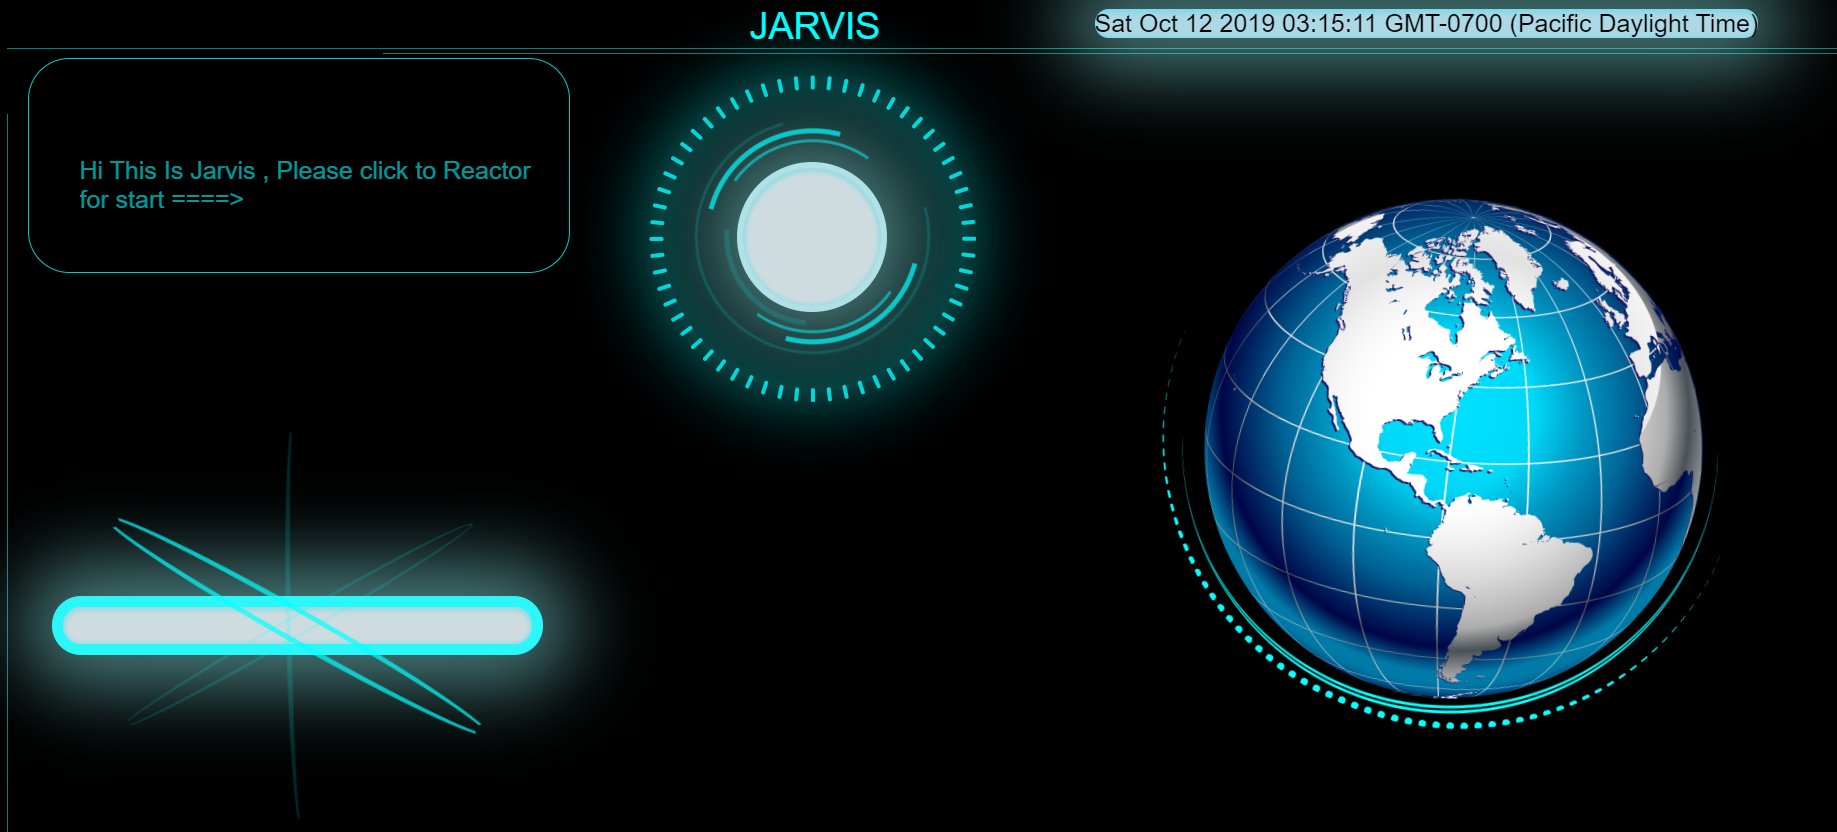 JARVIS
Sat Oct 12 2019 03:15:11 GMT-0700 (Pacific Daylight Time)
Hi This Is Jarvis , Please click to Reactor
for start ====>